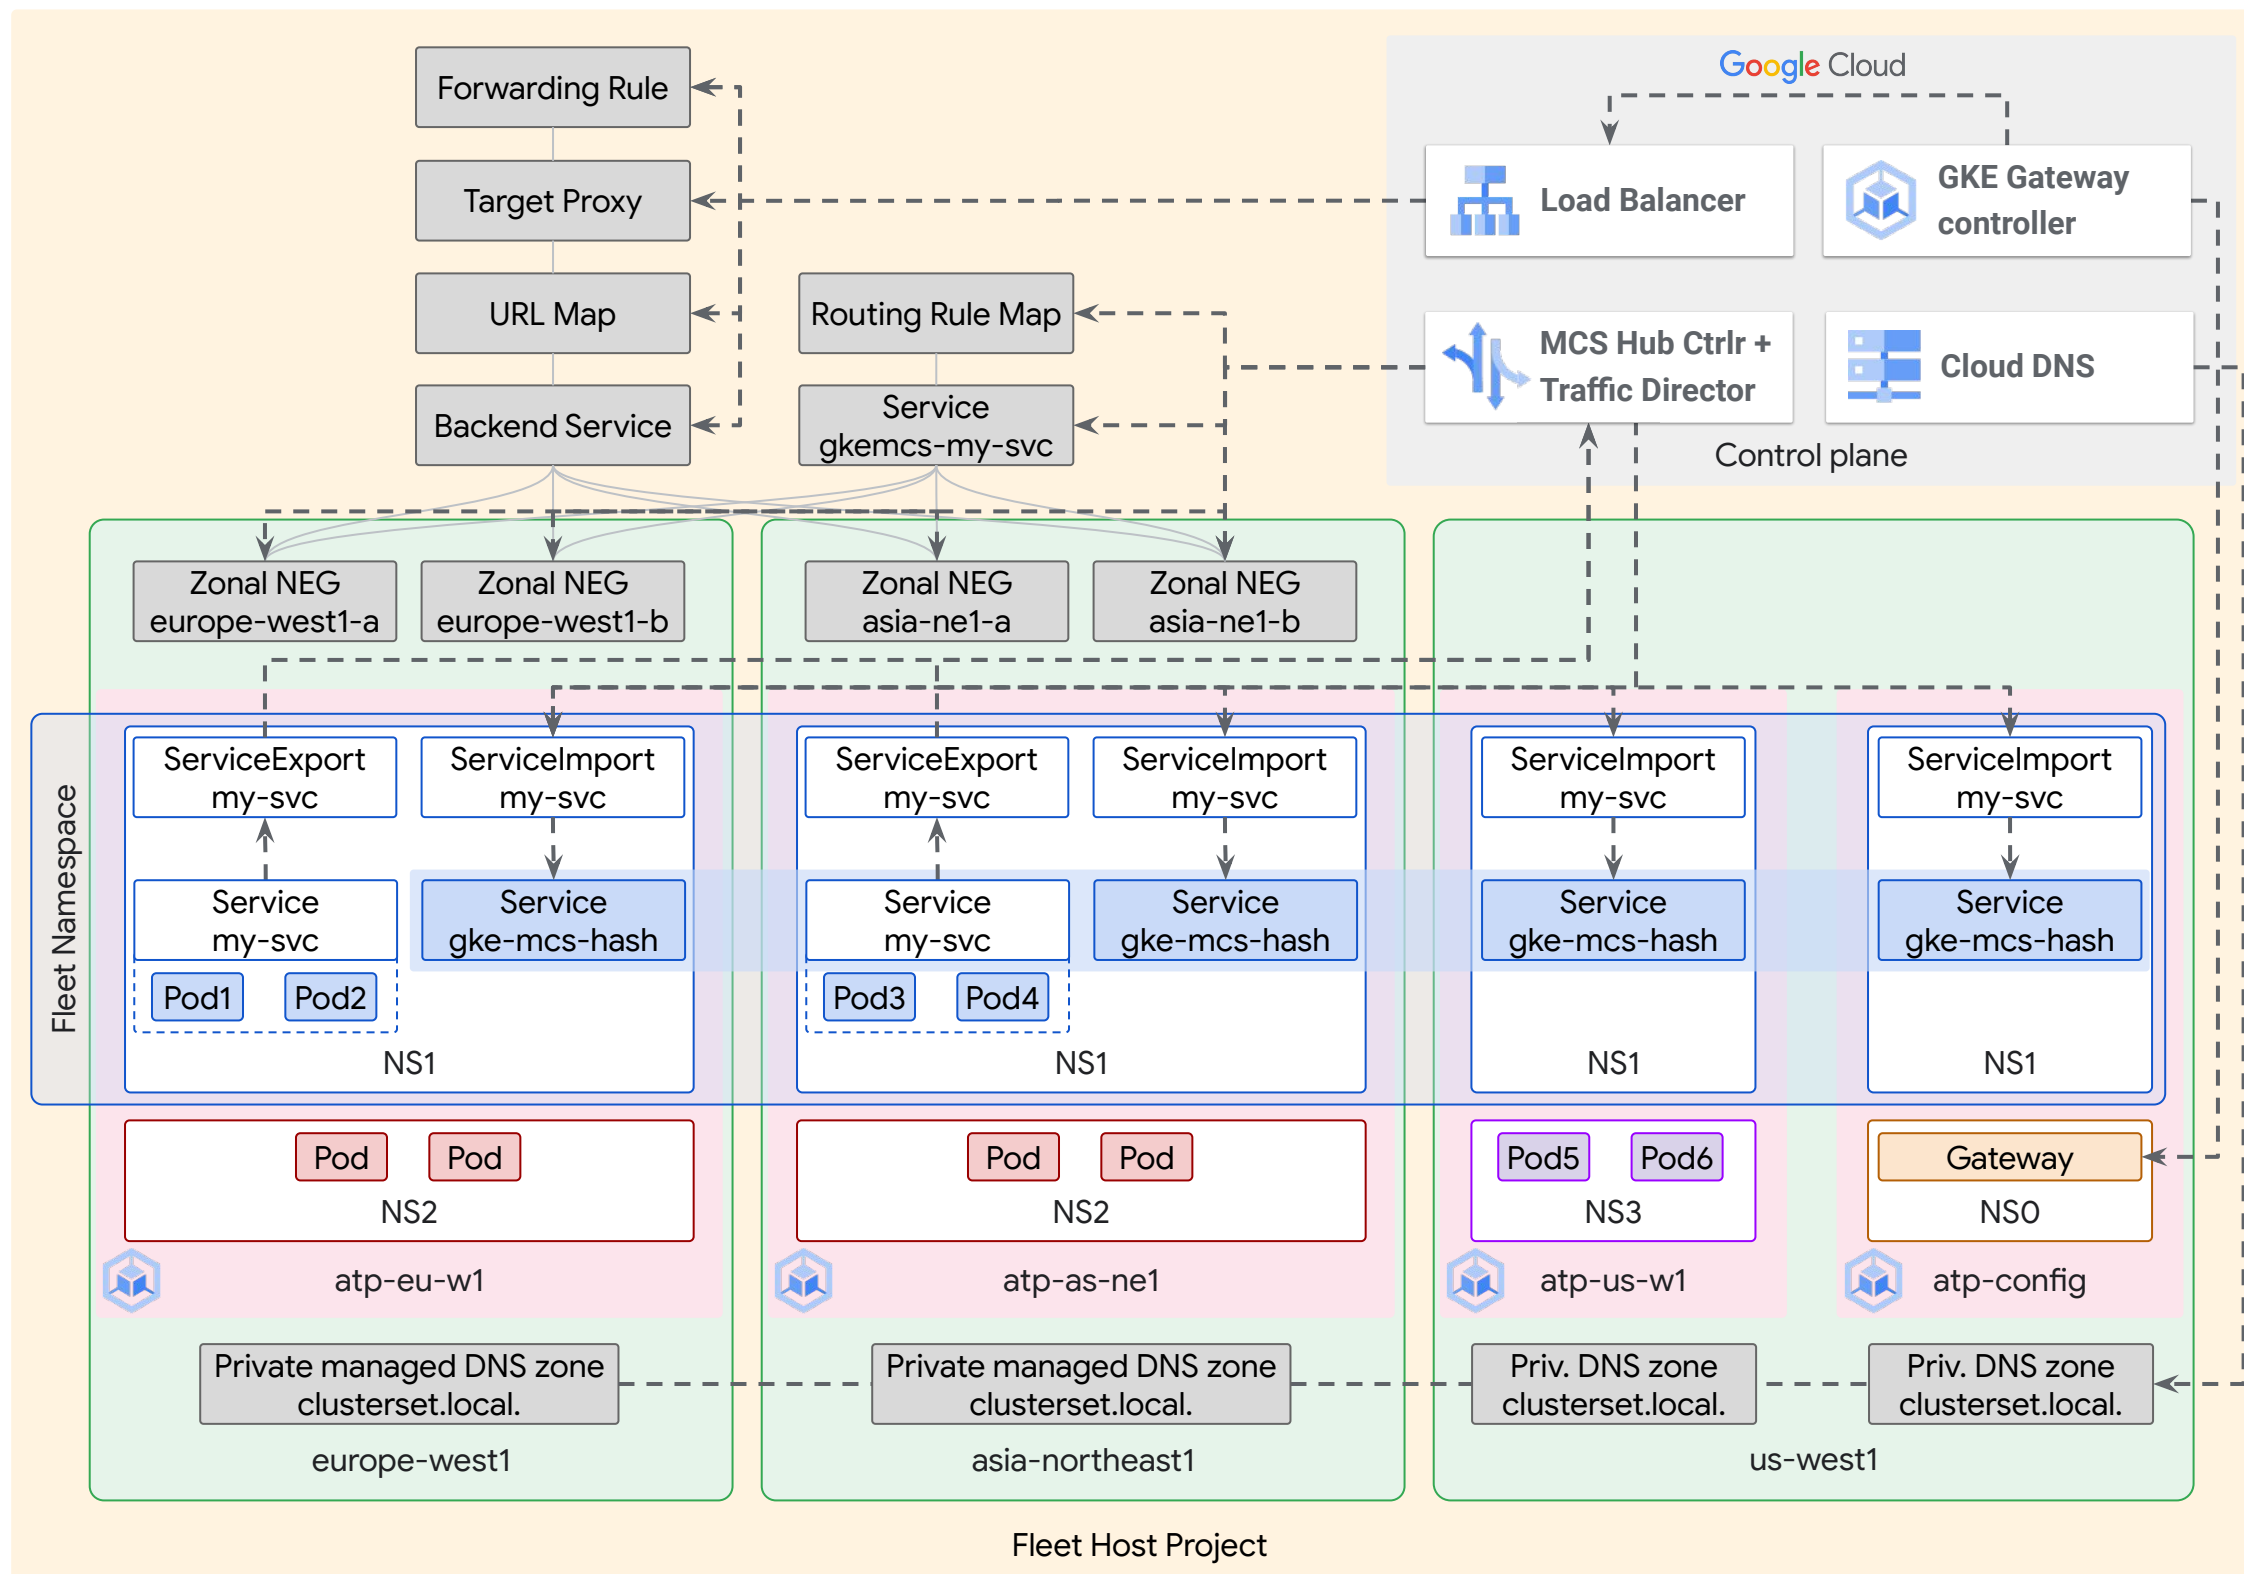 Google Cloud
Forwarding Rule
Target Proxy
Load Balancer
GKE Gateway
controller
URL Map
Routing Rule Map
MCS Hub Ctrlr +
Traffic Director
Cloud DNS
Backend Service
Service
gkemcs-my-svc
Control plane
Zonal NEG
europe-west1-a
Zonal NEG
europe-west1-b
Zonal NEG
asia-ne1-a
Zonal NEG
asia-ne1-b
Fleet Namespace
ServiceExport
my-svc
ServiceImport
my-svc
Service
my-svc
Service
gke-mcs-hash
Pod1
Pod2
NS1
ServiceExport
my-svc
ServiceImport
my-svc
Service
my-svc
Service
gke-mcs-hash
Pod3
Pod4
NS1
ServiceImport
my-svc
Service
gke-mcs-hash
NS1
ServiceImport
my-svc
Service
gke-mcs-hash
NS1
Pod
Pod
NS2
Pod
Pod
NS2
Pod5
Pod6
NS3
Gateway
NS0
atp-eu-w1
atp-as-ne1
atp-us-w1
atp-config
Private managed DNS zone
clusterset.local.
Private managed DNS zone
clusterset.local.
Priv. DNS zone
clusterset.local.
Priv. DNS zone
clusterset.local.
europe-west1
asia-northeast1
us-west1
Fleet Host Project